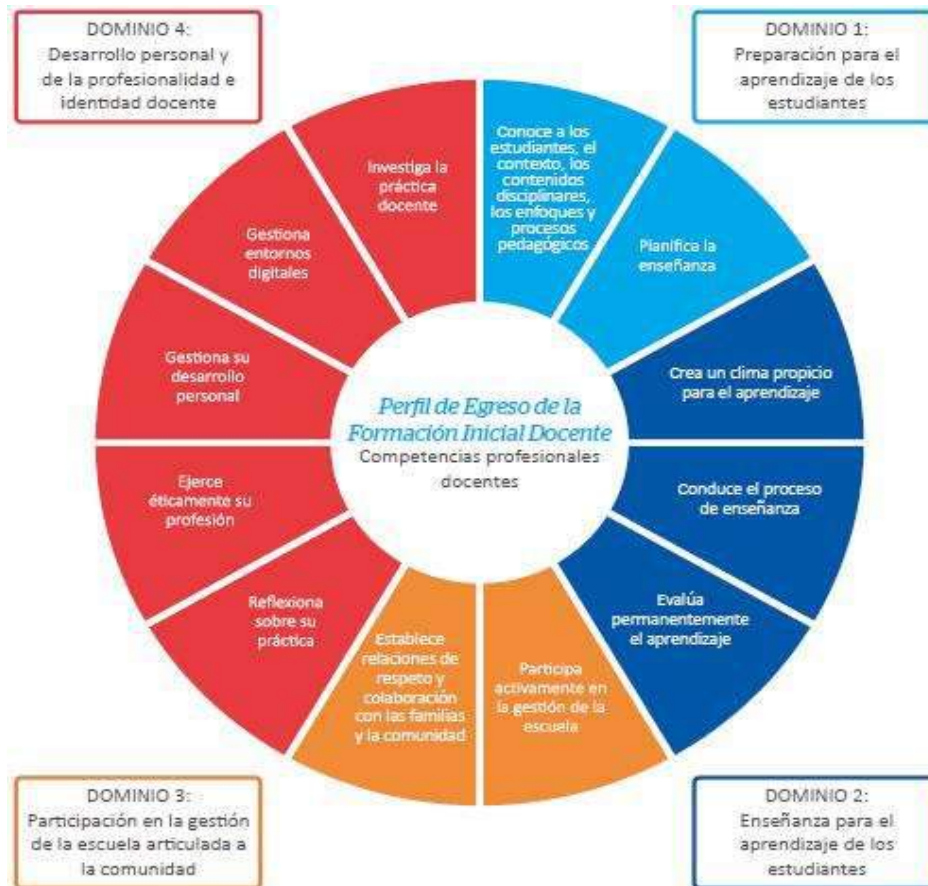 DOMINIO 4:
Desarrollo personal y
de la profesionalidad e
identidad docente
DOMINIO 1:
Preparación para el
aprendizaje de los
estudiantes
Conoce a los
estudiantes, el
contexto, los
contenidos
disciplinares,
los enfoques y
procesos
pedagógicos
Planifica la
enseñanza
Crea un clima propicio
para el aprendizaje
Conduce el proceso
de enseñanza
Evalúa
permanentemente
el aprendizaje
Participa
activamente en
la gestión de la
escuela
Establece
relaciones de
respeto y
colaboración
con las familias
y la comunidad
Reflexiona
sobre su
práctica
Ejerce
éticamente su
profesión
Gestiona su
desarrollo
personal
Gestiona
entornos
digitales
Investiga la
práctica
docente
Perfil de Egreso de la
Formación Inicial Docente
Competencias profesionales
docentes
DOMINIO 3:
Participación en la gestión
de la escuela articulada a
la comunidad
DOMINIO 2:
Enseñanza para el
aprendizaje de los
estudiantes